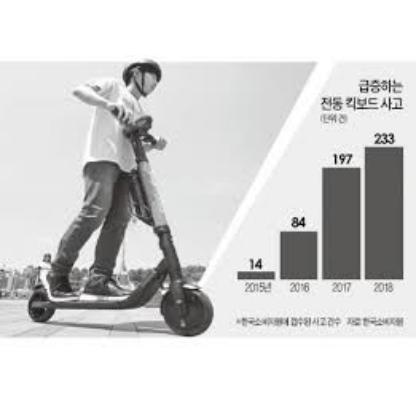 급증하는
전동 킥보드 사고
(단위:건)
233
197
84
14
2015년 2016 2017 2018
※한국소비자원에 접수된 사고 건수 자료:한국소비자원